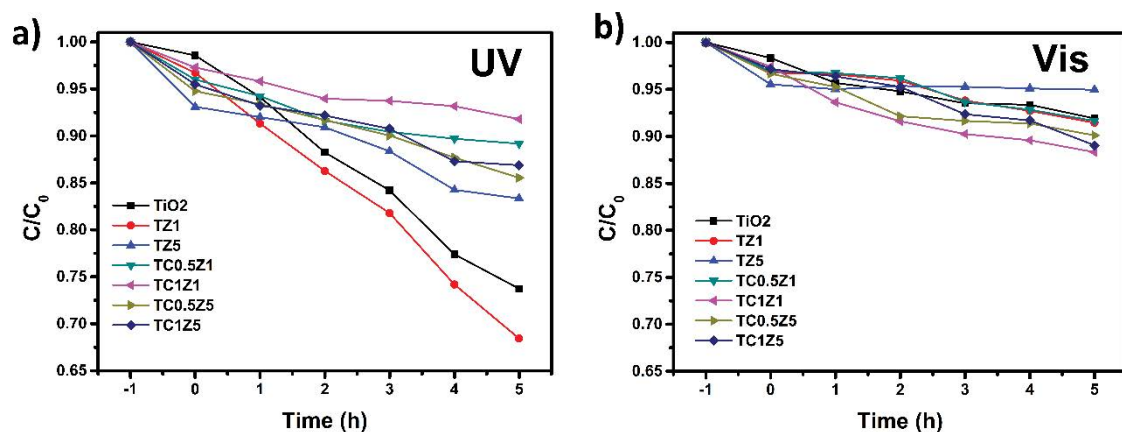 a)
UV
1.00
0.95
0.90
0.85
0.80
0.75
0.70
0.65
C/C0
TiO2
TZ1
TZ5
TC0.5Z1
TC1Z1
TC0.5Z5
TC1Z5
-1 0 1 2 3 4 5
Time (h)
b)
Vis
1.00
0.95
0.90
0.85
0.80
0.75
0.70
0.65
C/C0
TiO2
TZ1
TZ5
TC0.5Z1
TC1Z1
TC0.5Z5
TC1Z5
-1 0 1 2 3 4 5
Time (h)